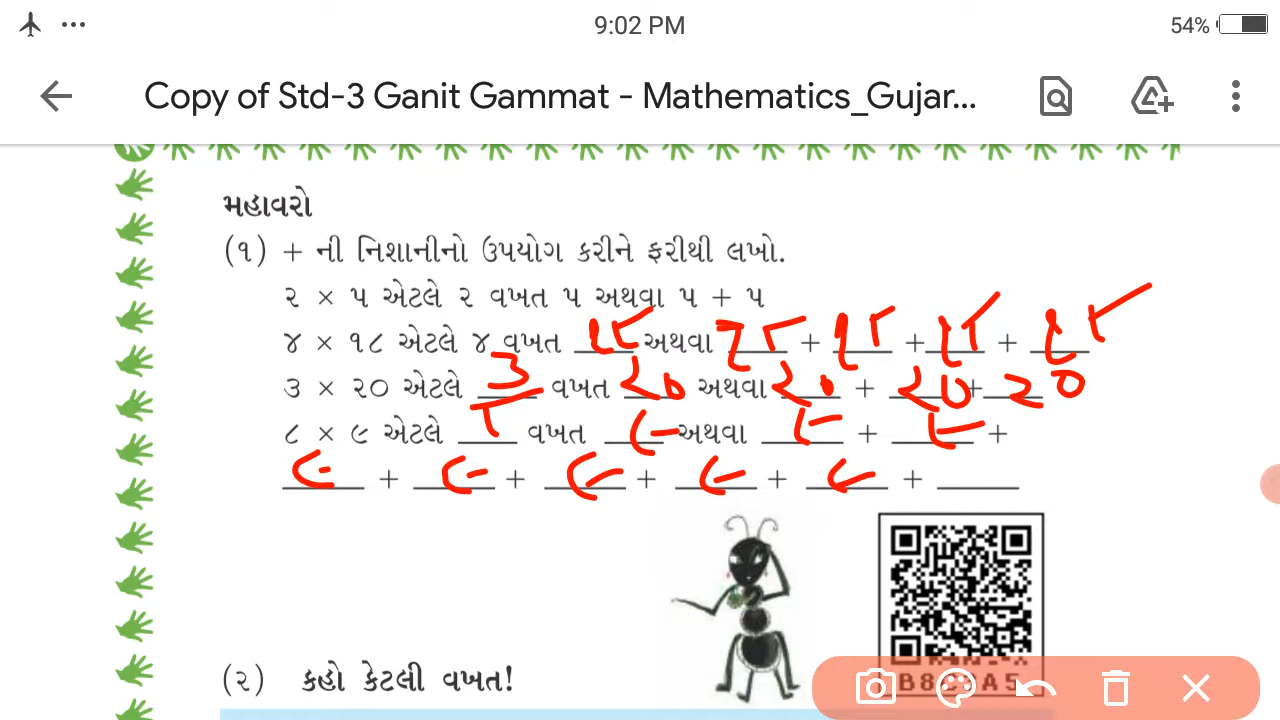 9:02 PM
54%
Copy of Std-3 Ganit Gammat - Mathematics_Gujar...
મહાવરો
(૧) + ની નિશાનીનો ઉપયોગ કરીને ફરીથી લખો.
૨ × ૫ એટલે ૨ વખત ૫ અથવા ૫ + ૫
૪ × ૧૮ એટલે ૪ વખત ૧૮ અથવા ૧૮ + ૧૮ + ૧૮ + ૧૮
૩ × ૨૦ એટલે ૩ વખત ૨૦ અથવા ૨૦ + ૨૦ + ૨૦
૮ × ૯ એટલે ૮ વખત ૯ અથવા ૯ + ૯ +
૯ + ૯ + ૯ + ૯ + ૯ + ____
(૨) કહો કેટલી વખત!